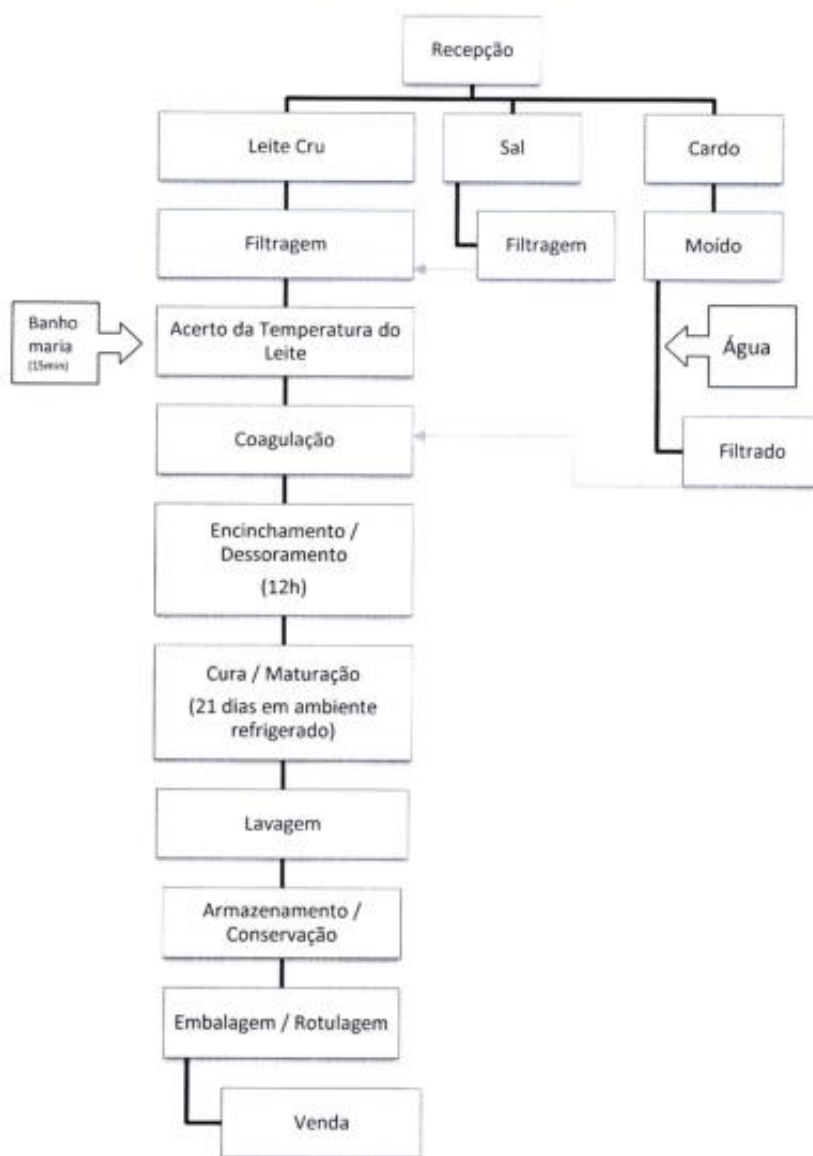 Recepção
Leite Cru
Sal
Cardo
Filtragem
Filtragem
Moído
Banho
maria
(15min)
Acerto da Temperatura do
Leite
Água
Coagulação
Filtrado
Encinchamento /
Dessoramento
(12h)
Cura / Maturação
(21 dias em ambiente
refrigerado)
Lavagem
Armazenamento /
Conservação
Embalagem / Rotulagem
Venda